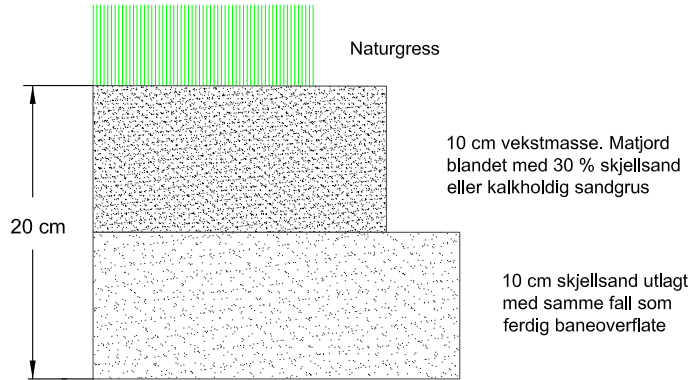 Naturgress
10 cm vekstmasse. Matjord
blandet med 30 % skjellsand
eller kalkholdig sandgrus
20 cm
10 cm skjellsand utlagt
med samme fall som
ferdig baneoverflate